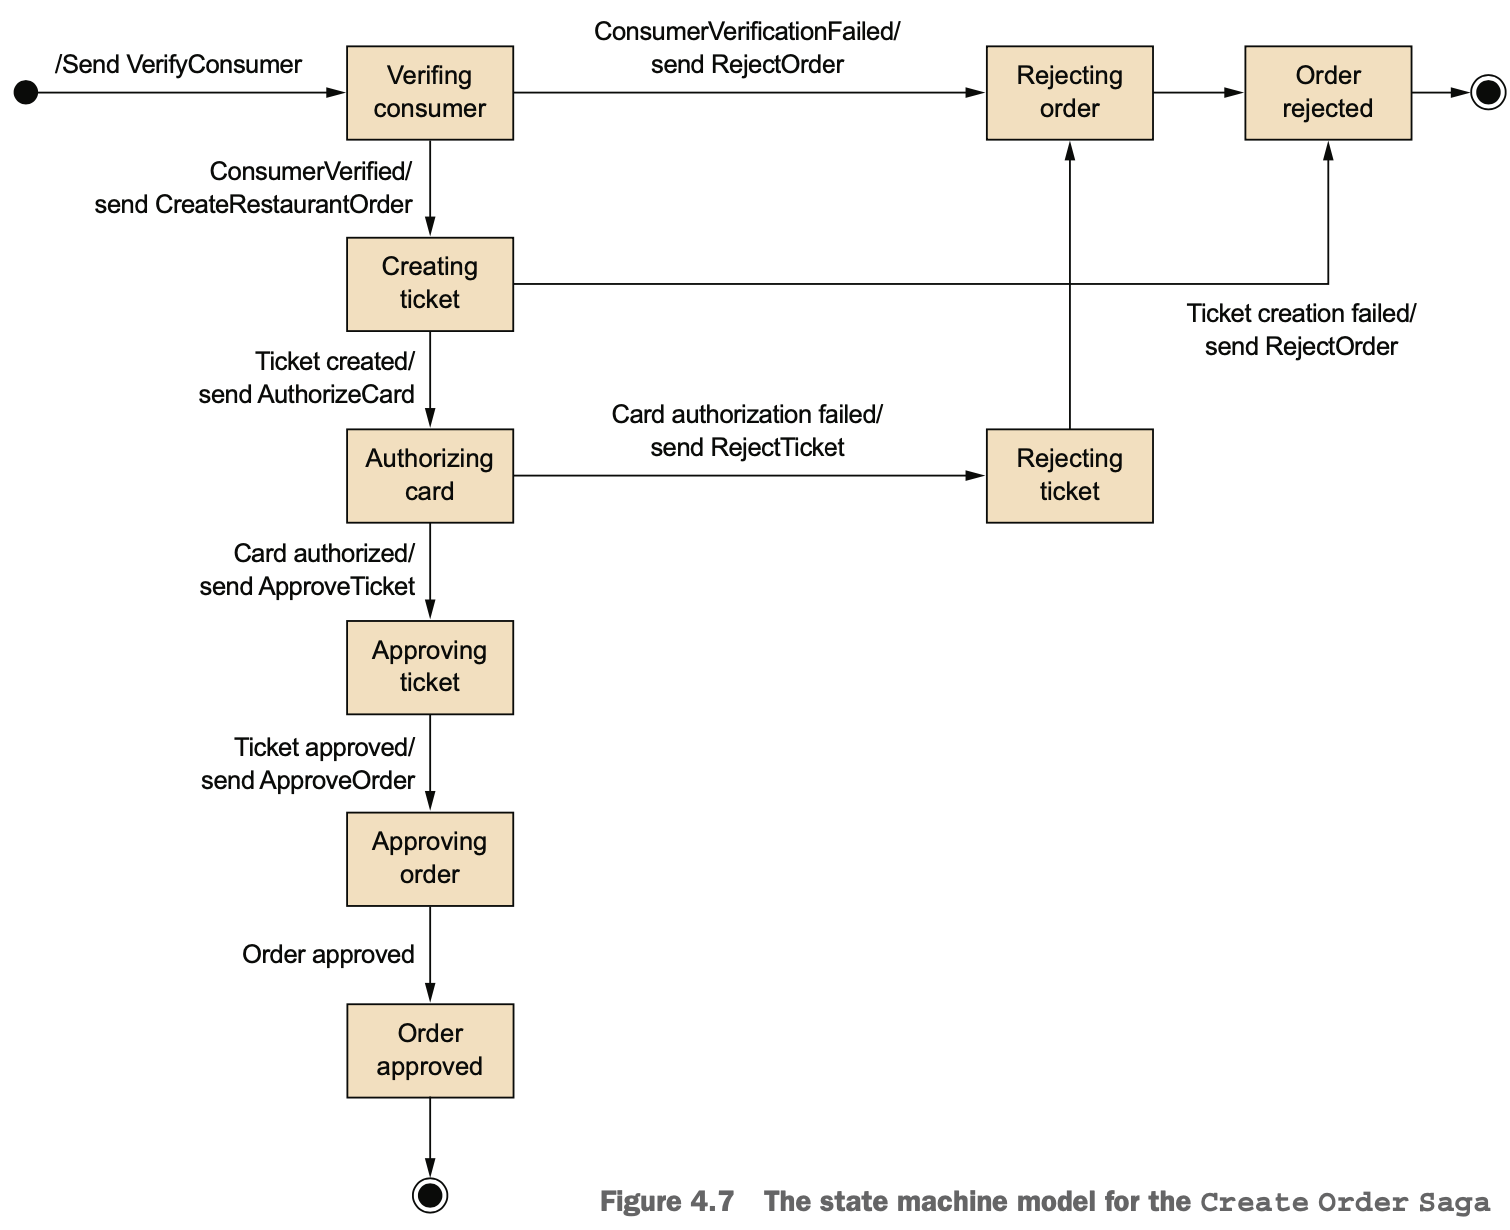 ConsumerVerificationFailed/
send RejectOrder
/Send VerifyConsumer
Verifing
consumer
Rejecting
order
Order
rejected
ConsumerVerified/
send CreateRestaurantOrder
Creating
ticket
Ticket creation failed/
send RejectOrder
Ticket created/
send AuthorizeCard
Card authorization failed/
send RejectTicket
Authorizing
card
Rejecting
ticket
Card authorized/
send ApproveTicket
Approving
ticket
Ticket approved/
send ApproveOrder
Approving
order
Order approved
Order
approved
Figure 4.7 The state machine model for the Create Order Saga